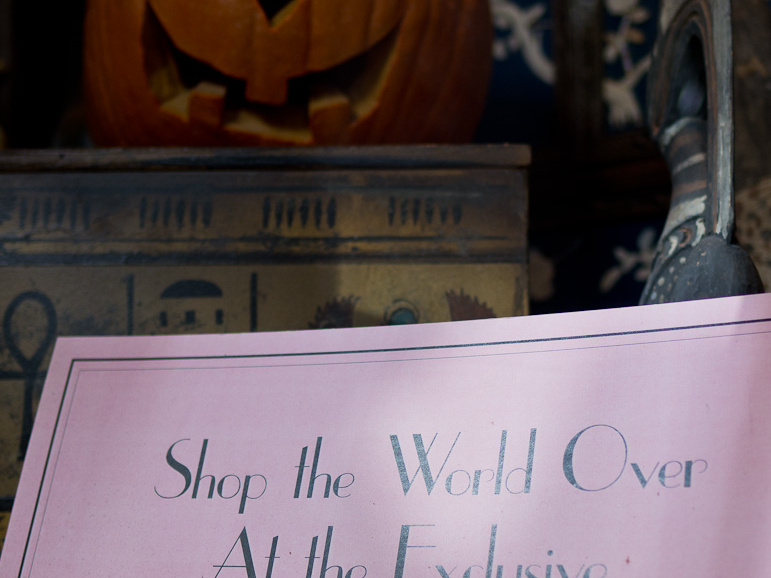 Shop the World Over
At the Exclusive